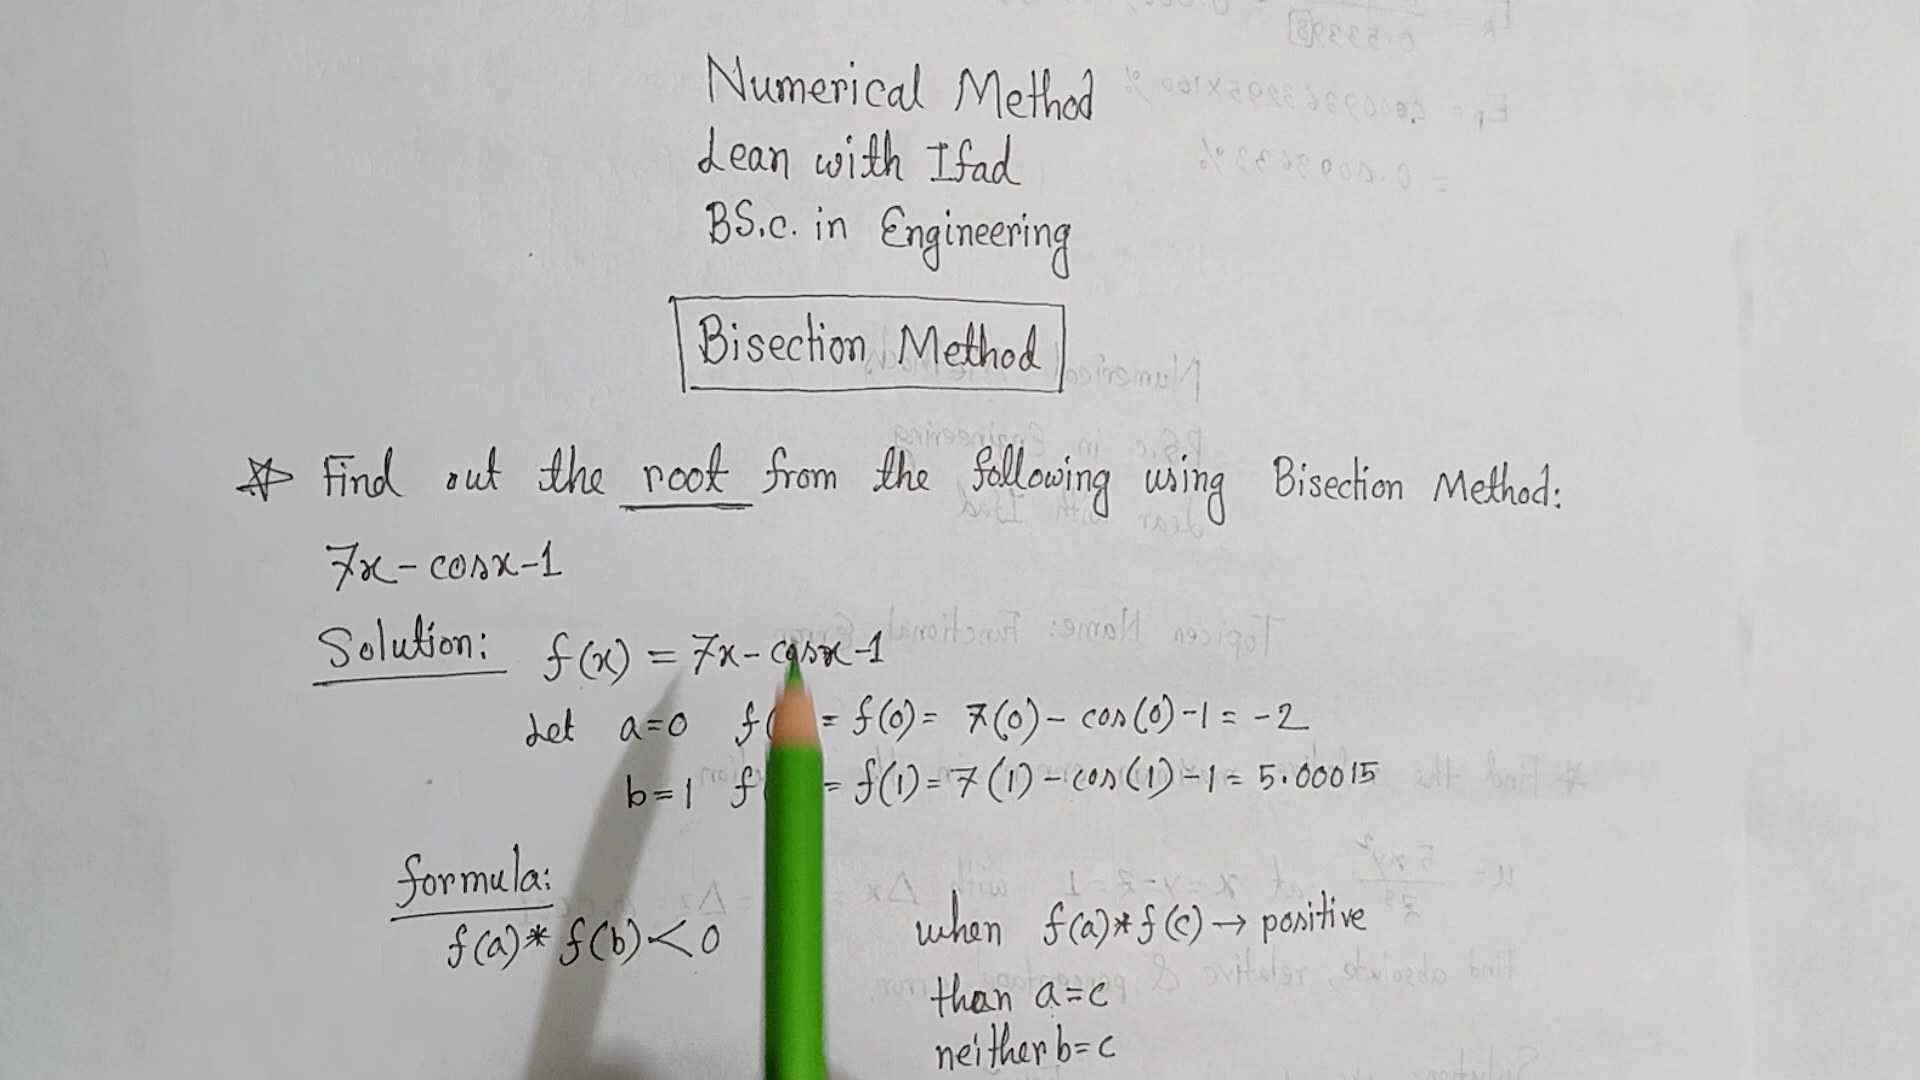 Numerical Method
Lean with Ifad
BS.c. in Engineering
Bisection Method
Find out the root from the following using Bisection Method:
7x-cosx-1
Solution: f(x) = 7x-cosx-1
Let a=0 f( = f(0) = 7(0)- cos(0)-1 = -2
b=1 f( = f(1) = 7(1)-cos(1)-1 = 5.00015
formula:
f(a)* f(b)<0
when f(a)*f(c) → positive
than a=c
neither b=c